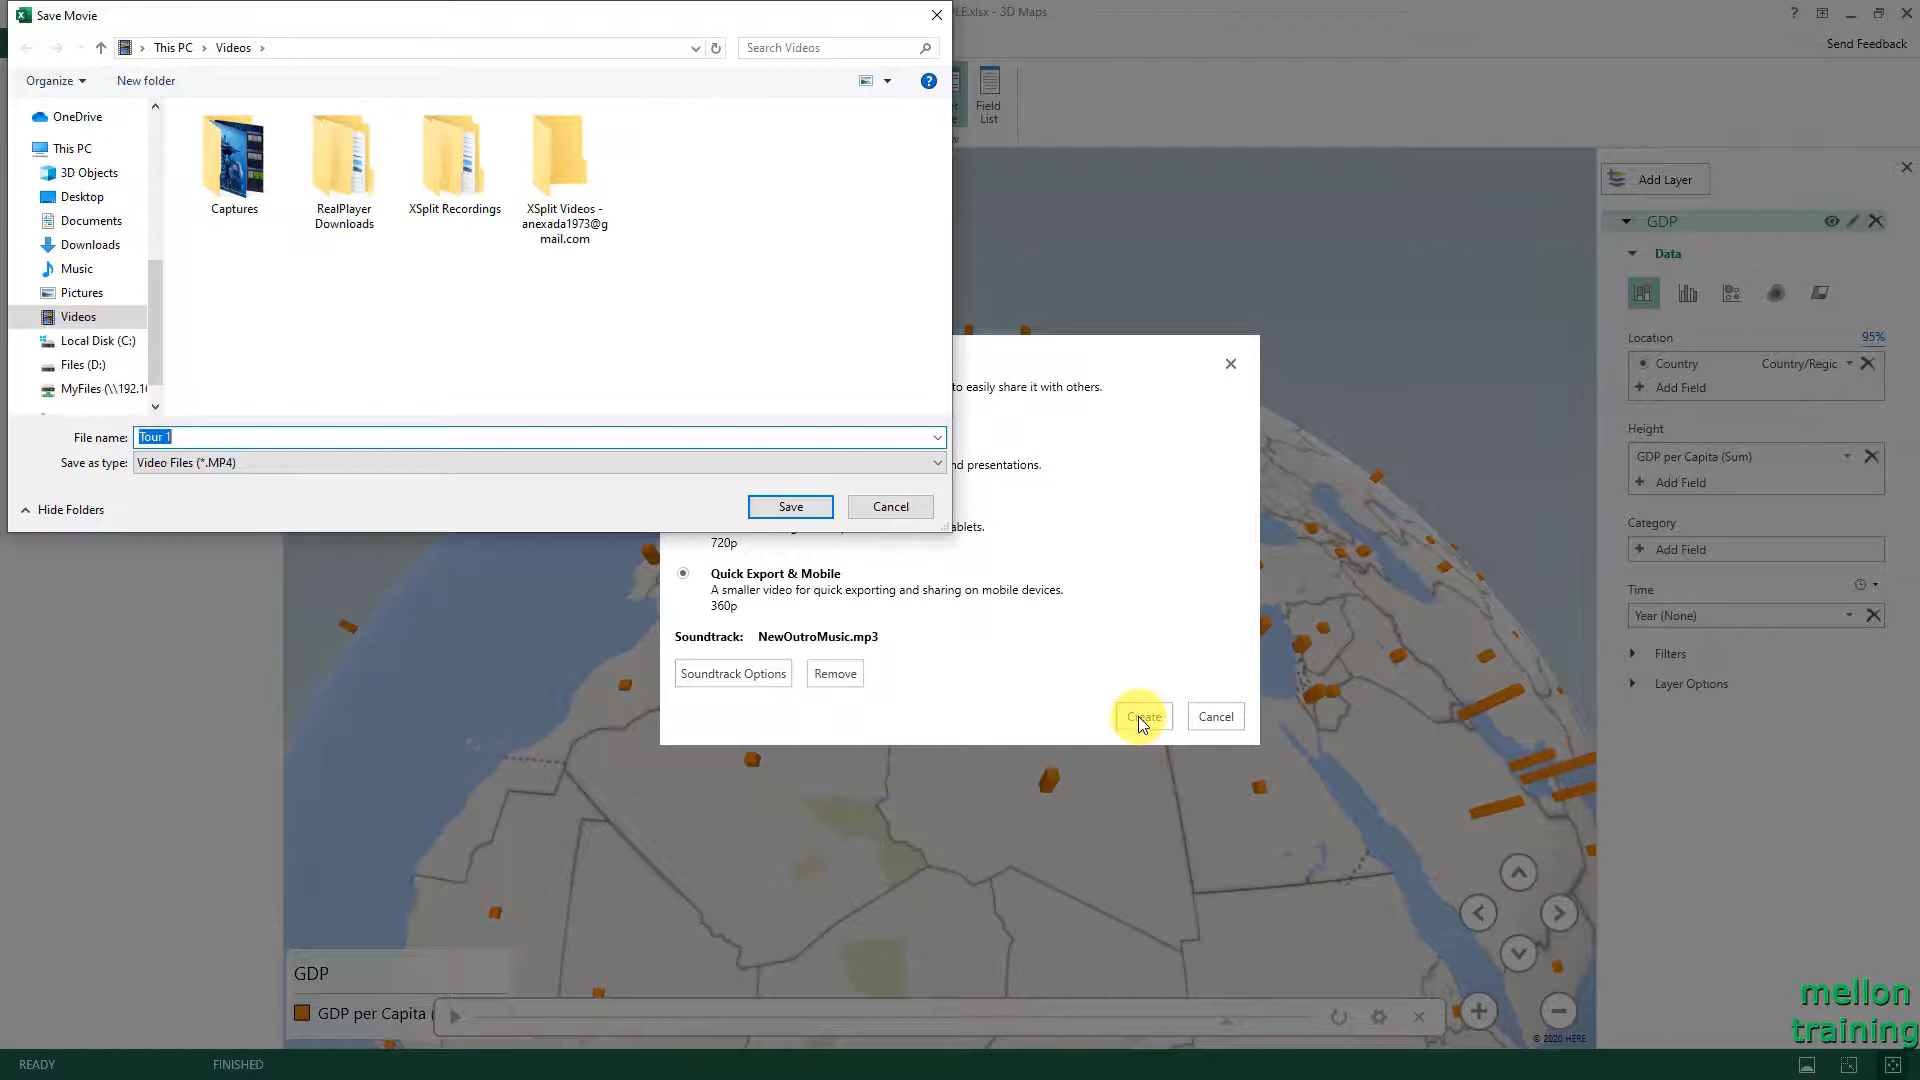 Save Movie
PLE.xlsx - 3D Maps
Send Feedback
This PC
Videos
Search Videos
Organize
New folder
Field
List
OneDrive
This PC
3D Objects
Desktop
Documents
Downloads
Music
Pictures
Videos
Local Disk (C:)
Files (D:)
MyFiles (\\192.16
Captures
RealPlayer
Downloads
XSplit Recordings
XSplit Videos -
anexada1973@g
mail.com
File name:
Tour 1
Save as type:
Video Files (*.MP4)
Hide Folders
Save
Cancel
to easily share it with others.
nd presentations.
ablets.
720p
Quick Export & Mobile
A smaller video for quick exporting and sharing on mobile devices.
360p
Soundtrack: NewOutroMusic.mp3
Soundtrack Options
Remove
Create
Cancel
Add Layer
GDP
Data
Location
95%
Country
Country/Regic
Add Field
Height
GDP per Capita (Sum)
Add Field
Category
Add Field
Time
Year (None)
Filters
Layer Options
GDP
GDP per Capita
© 2020 HERE
mellon
training
READY
FINISHED